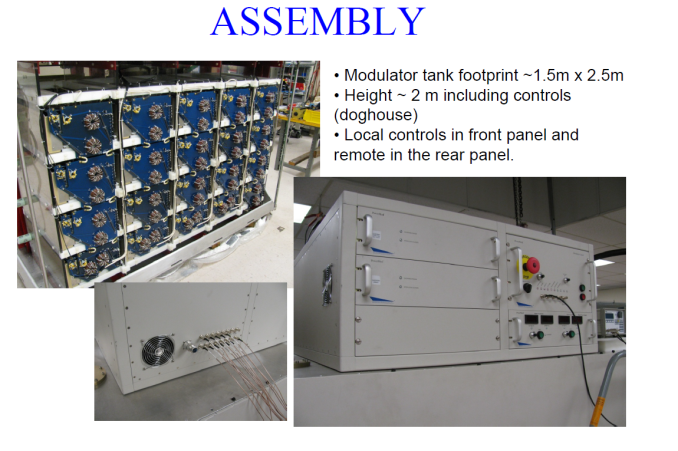 ASSEMBLY
• Modulator tank footprint ~1.5m x 2.5m
• Height ~ 2 m including controls
(doghouse)
• Local controls in front panel and
remote in the rear panel.